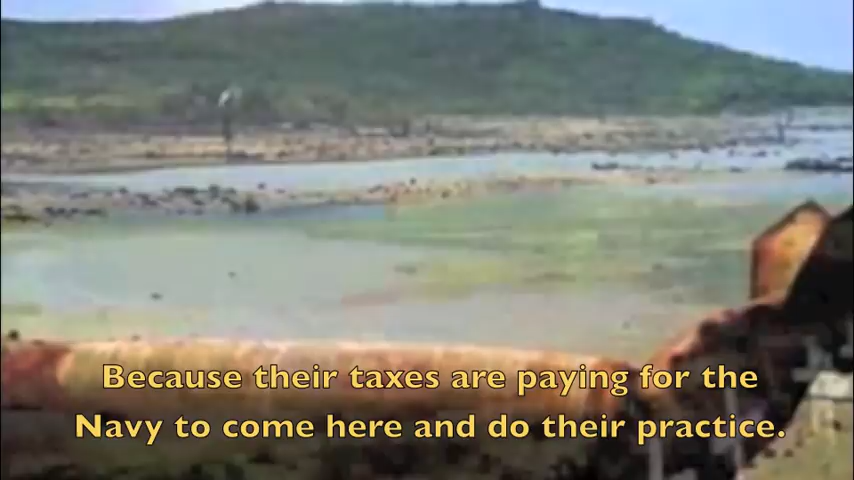 Because their taxes are paying for the
Navy to come here and do their practice.